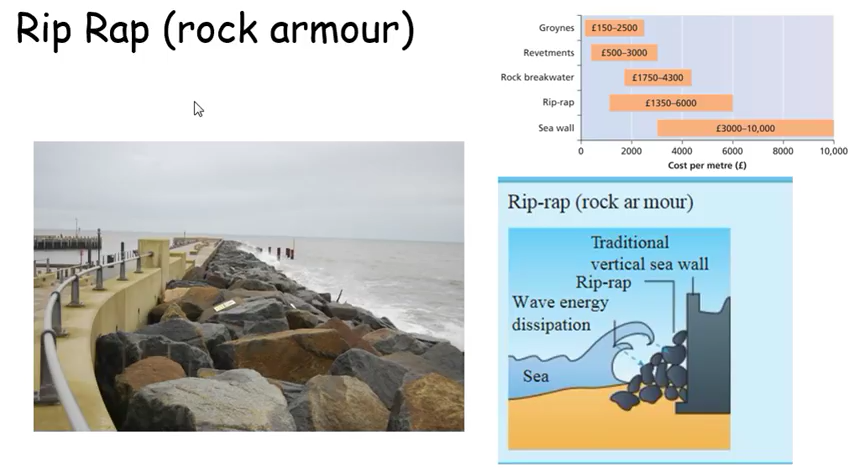 Rip Rap (rock armour)
Groynes £150–2500
Revetments £500–3000
Rock breakwater £1750–4300
Rip-rap £1350–6000
Sea wall £3000–10,000
0 2000 4000 6000 8000 10,000
Cost per metre (£)
Rip-rap (rock ar mour)
Traditional
vertical sea wall
Rip-rap
Wave energy
dissipation
Sea